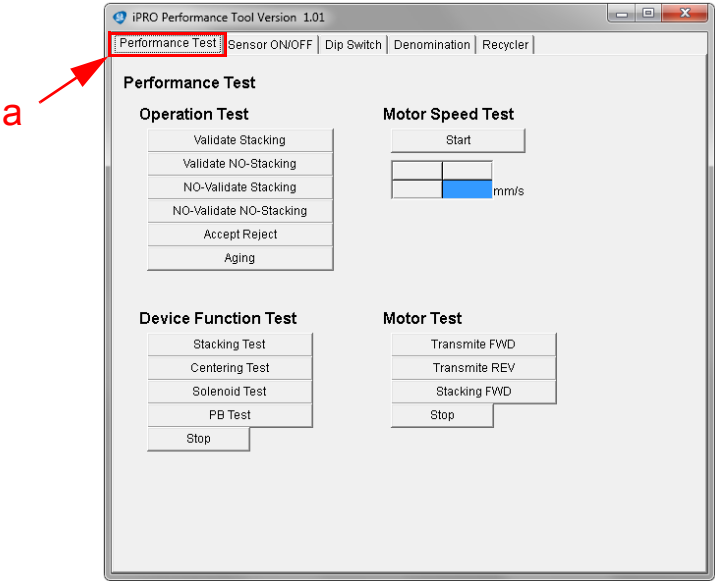 iPRO Performance Tool Version 1.01
Performance Test Sensor ON/OFF Dip Switch Denomination Recycler
a
Performance Test
Operation Test
Validate Stacking
Validate NO-Stacking
NO-Validate Stacking
NO-Validate NO-Stacking
Accept Reject
Aging
Motor Speed Test
Start
mm/s
Device Function Test
Stacking Test
Centering Test
Solenoid Test
PB Test
Stop
Motor Test
Transmite FWD
Transmite REV
Stacking FWD
Stop